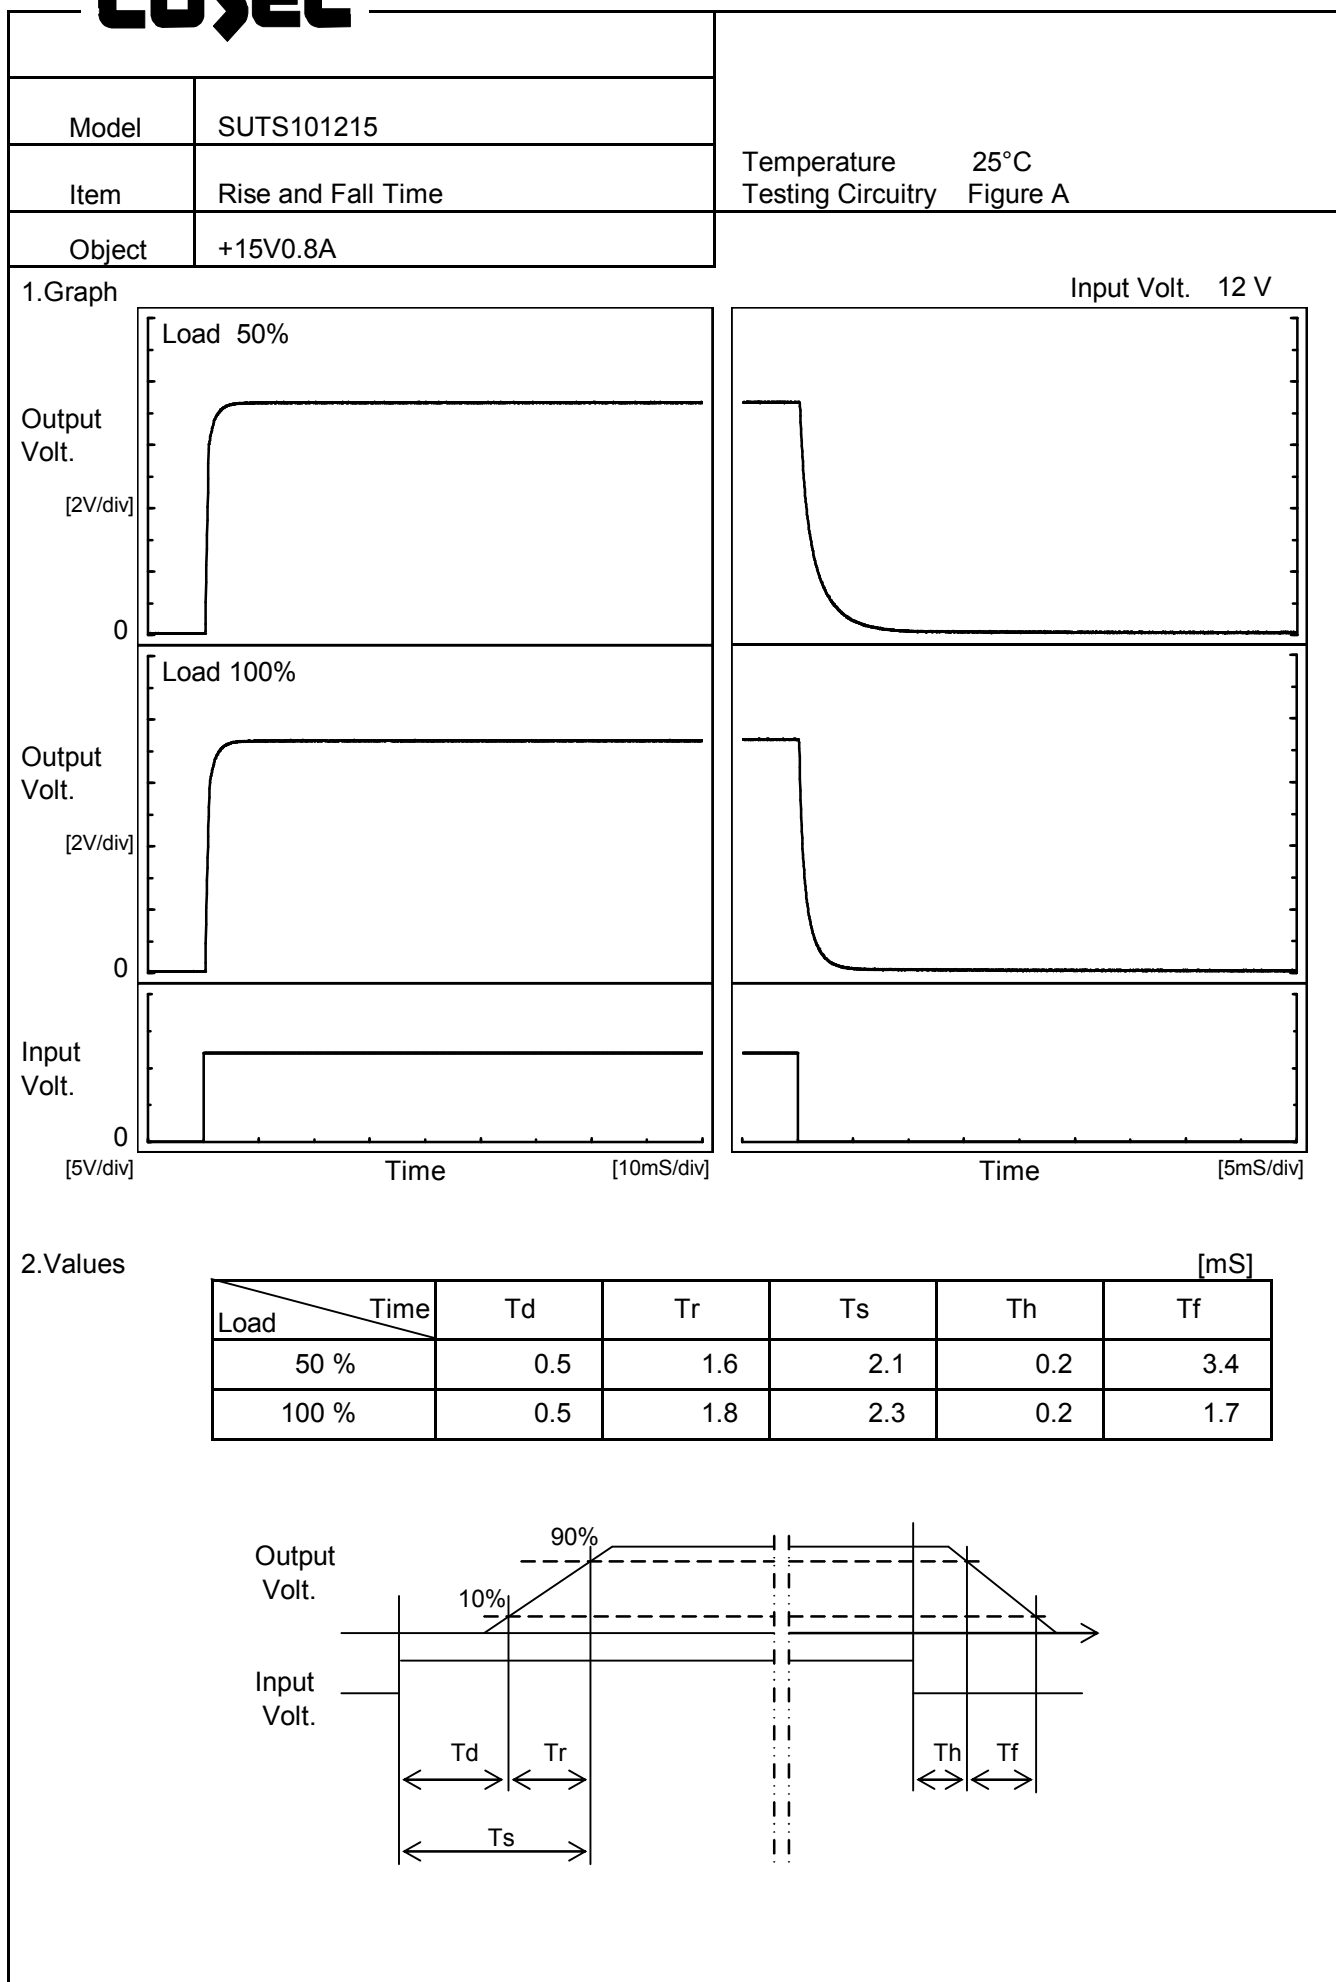 COSEL
Model SUTS101215
Item Rise and Fall Time
Temperature 25°C
Testing Circuitry Figure A
Object +15V0.8A
1.Graph
Input Volt. 12 V
Load 50%
Output
Volt.
[2V/div]
0
Load 100%
Output
Volt.
[2V/div]
0
Input
Volt.
0
[5V/div] Time [10mS/div] Time [5mS/div]
2.Values [mS]
Time Load Td Tr Ts Th Tf
50 % 0.5 1.6 2.1 0.2 3.4
100 % 0.5 1.8 2.3 0.2 1.7
Output
Volt.
90%
10%
Input
Volt.
Td Tr Th Tf
Ts